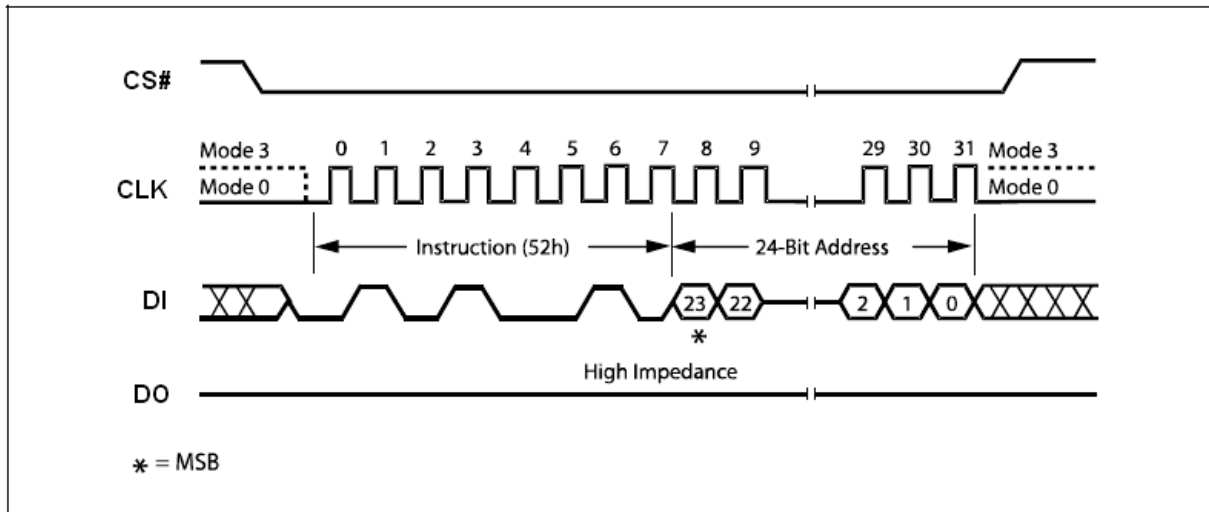 CS#
Mode 3 0 1 2 3 4 5 6 7 8 9 29 30 31 Mode 3
CLK Mode 0 Mode 0
Instruction (52h) 24-Bit Address
DI 23 22 2 1 0
*
High Impedance
DO
* = MSB